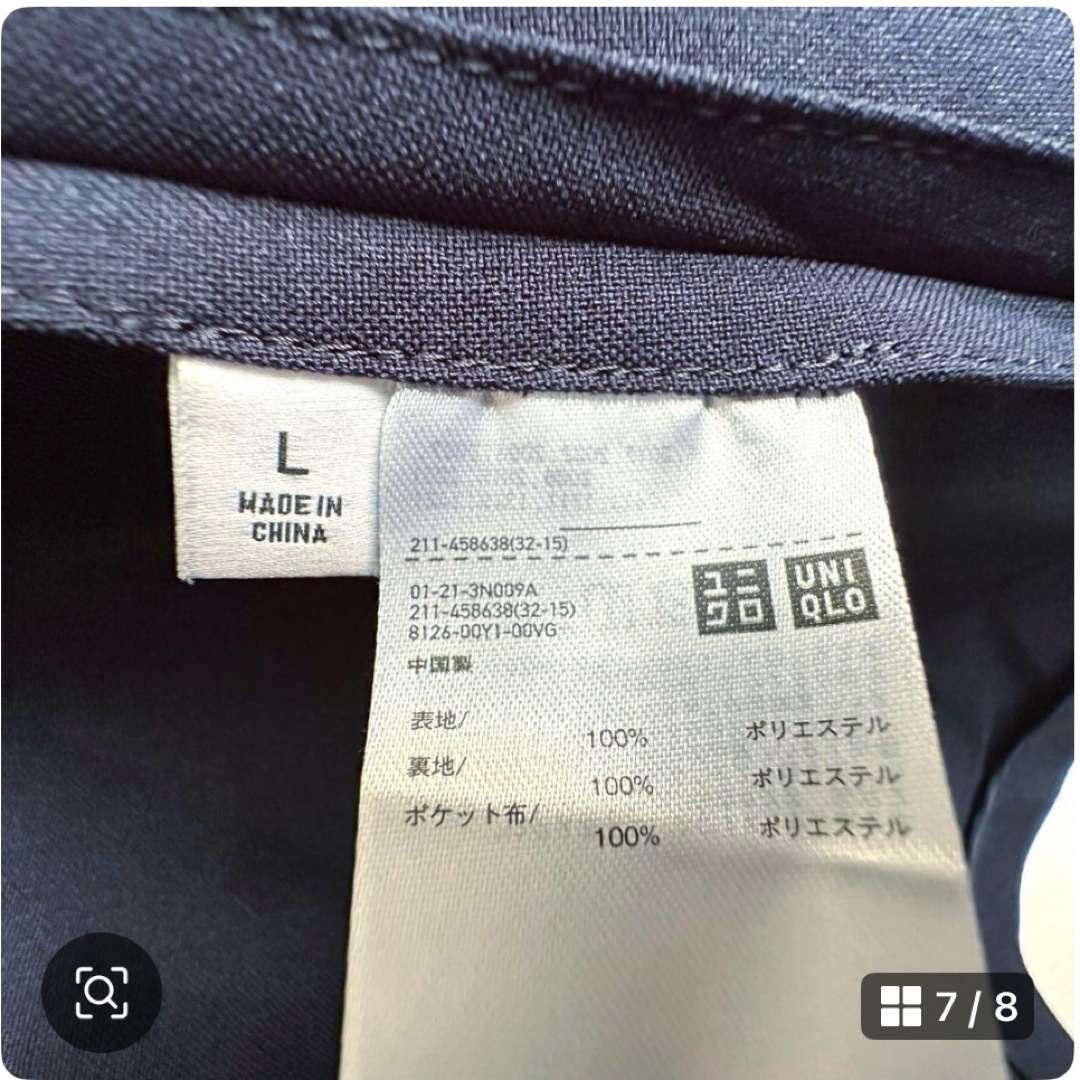 L
MADE IN
CHINA
211-458638(32-15)
01-21-3N009A
211-458638(32-15)
8126-00Y1-00VG
中国製
ユニ
クロ
UNI
QLO
表地/
100% ポリエステル
裏地/
100% ポリエステル
ポケット布/
100% ポリエステル
7 / 8